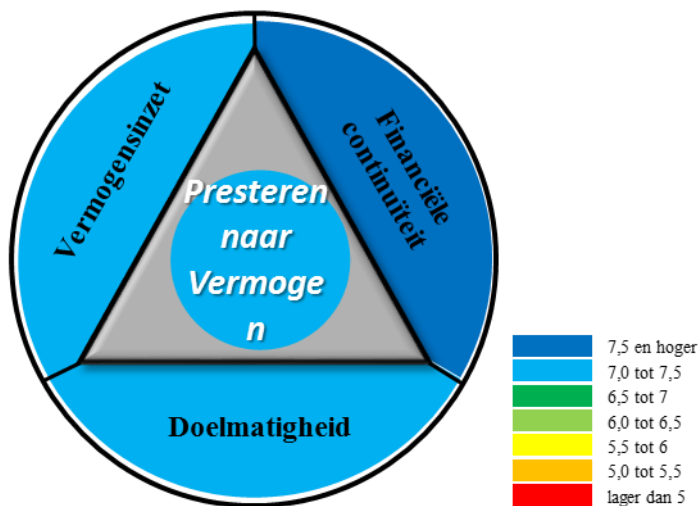 Vermogensinzet
Financiële
continuïteit
Presteren
naar
Vermoge
n
Doelmatigheid
7,5 en hoger
7,0 tot 7,5
6,5 tot 7
6,0 tot 6,5
5,5 tot 6
5,0 tot 5,5
lager dan 5